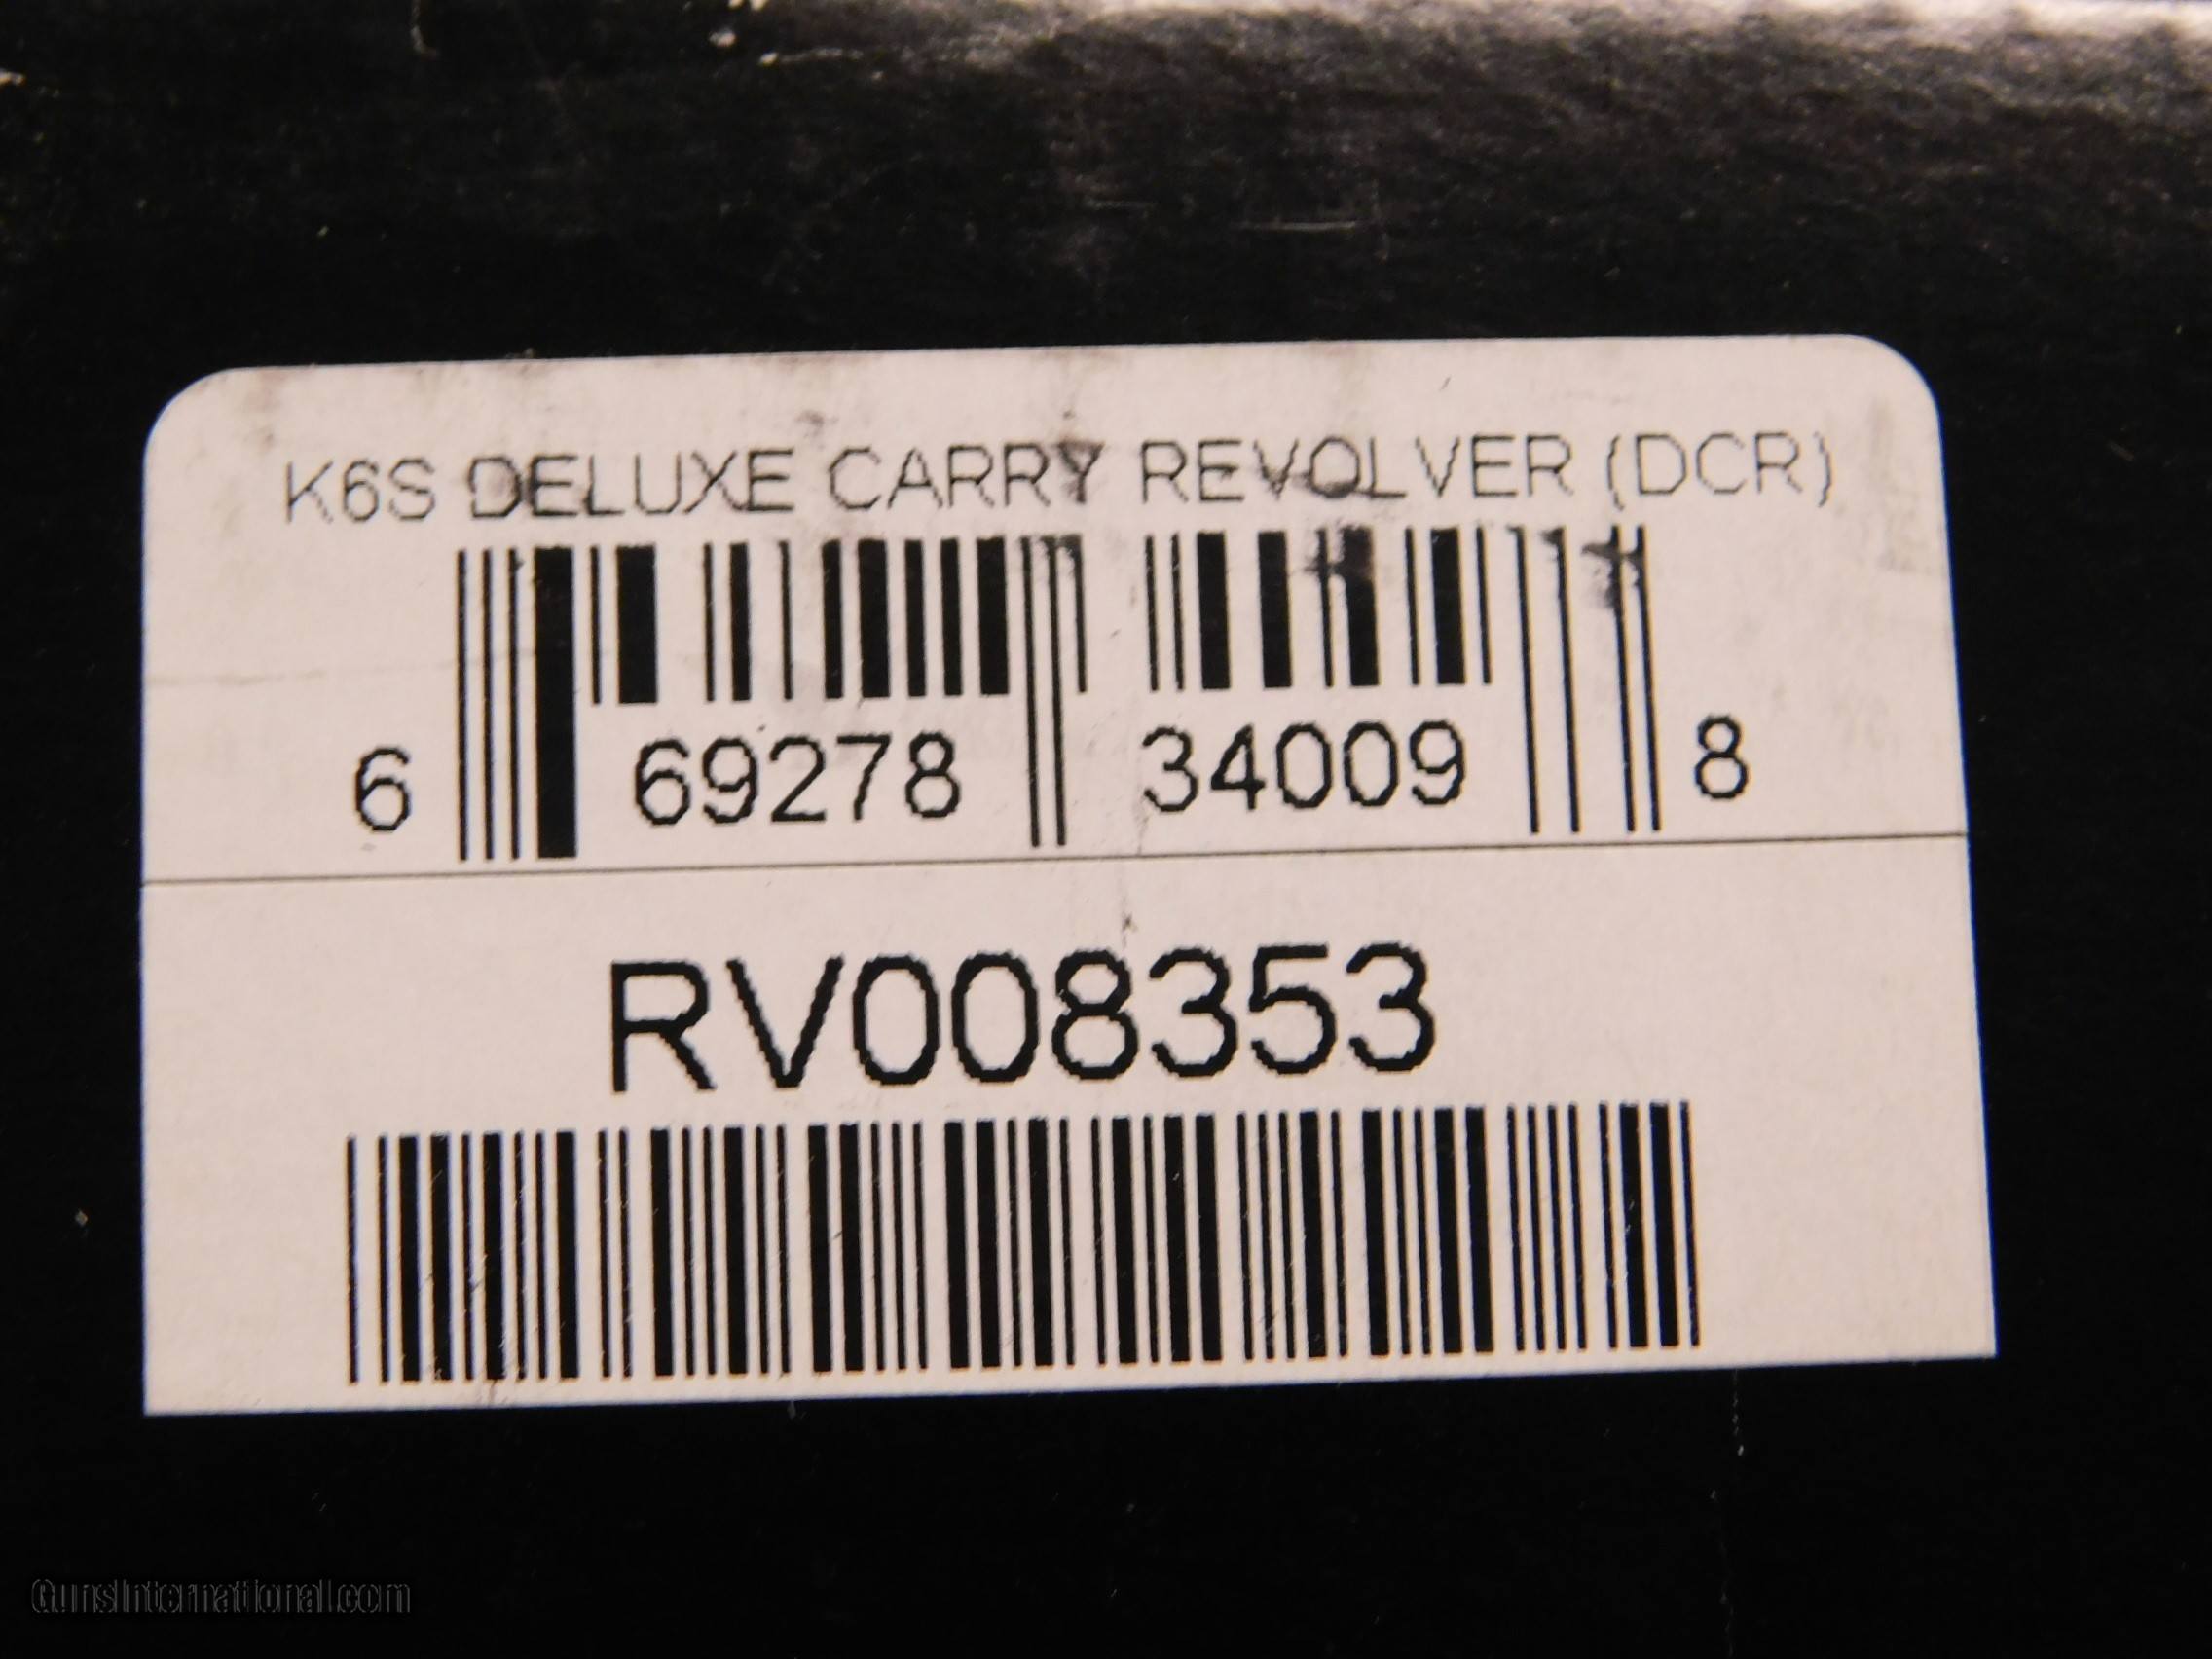 K6S DELUXE CARRY REVOLVER (DCR)
6 69278 34009 8
RV008353
GunsInternational.com